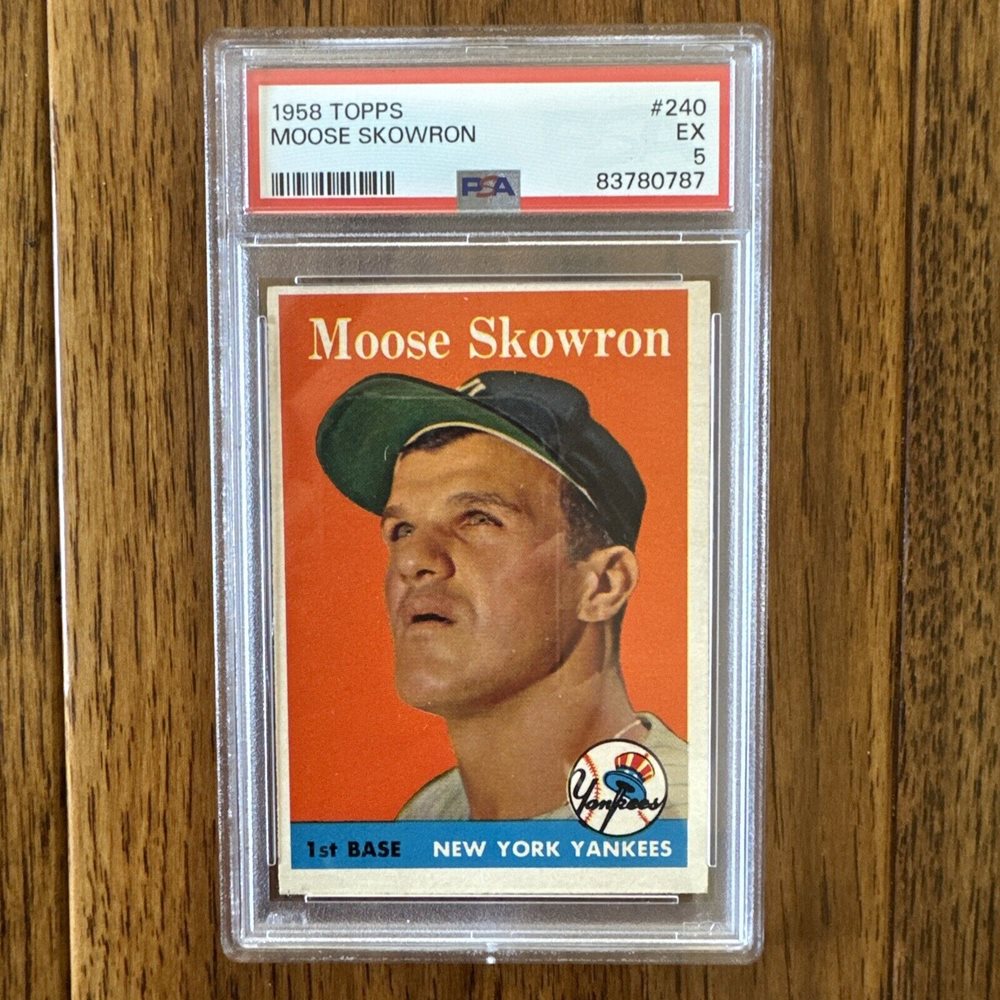 1958 TOPPS #240
MOOSE SKOWRON EX
5
PSA 83780787
Moose Skowron
Yankees
1st BASE NEW YORK YANKEES